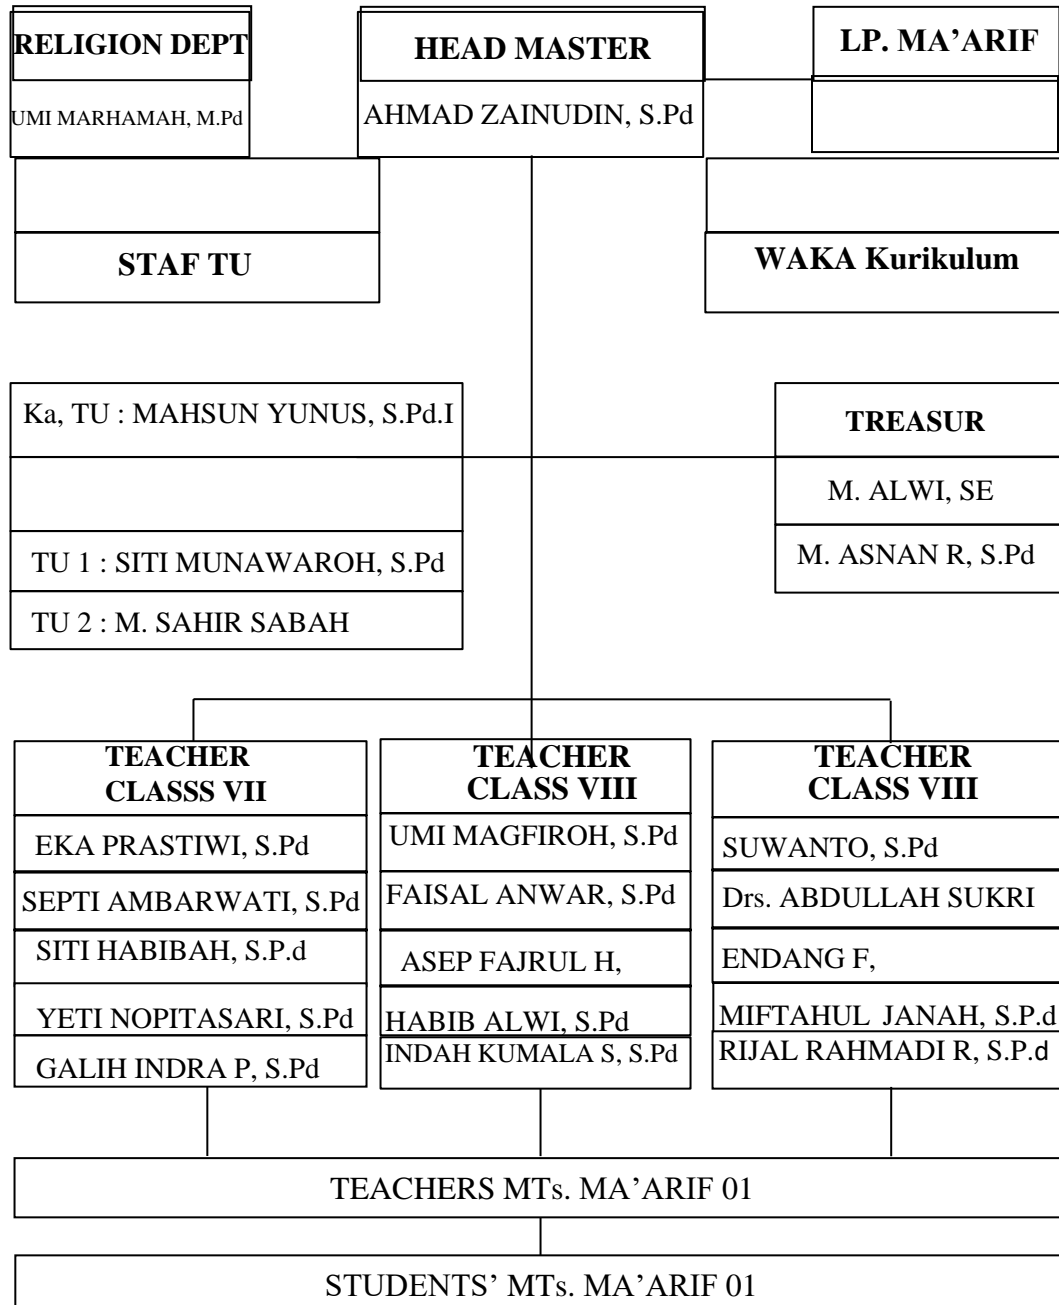 RELIGION DEPT
UMI MARHAMAH, M.Pd
HEAD MASTER
AHMAD ZAINUDIN, S.Pd
LP. MA’ARIF
STAF TU
WAKA Kurikulum
Ka, TU : MAHSUN YUNUS, S.Pd.I
TU 1 : SITI MUNAWAROH, S.Pd
TU 2 : M. SAHIR SABAH
TREASUR
M. ALWI, SE
M. ASNAN R, S.Pd
TEACHER
CLASSS VII
EKA PRASTIWI, S.Pd
SEPTI AMBARWATI, S.Pd
SITI HABIBAH, S.P.d
YETI NOPITASARI, S.Pd
GALIH INDRA P, S.Pd
TEACHER
CLASS VIII
UMI MAGFIROH, S.Pd
FAISAL ANWAR, S.Pd
ASEP FAJRUL H,
HABIB ALWI, S.Pd
INDAH KUMALA S, S.Pd
TEACHER
CLASS VIII
SUWANTO, S.Pd
Drs. ABDULLAH SUKRI
ENDANG F,
MIFTAHUL JANAH, S.P.d
RIJAL RAHMADI R, S.P.d
TEACHERS MTs. MA’ARIF 01
STUDENTS’ MTs. MA’ARIF 01